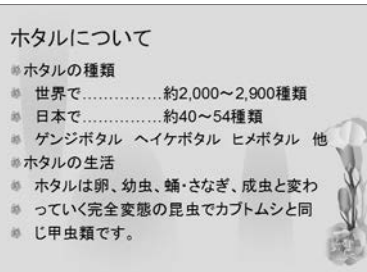 ホタルについて
ホタルの種類
世界で...............約2,000～2,900種類
日本で...............約40～54種類
ゲンジボタル ヘイケボタル ヒメボタル 他
ホタルの生活
ホタルは卵、幼虫、蛹・さなぎ、成虫と変わ
っていく完全変態の昆虫でカブトムシと同
じ甲虫類です。